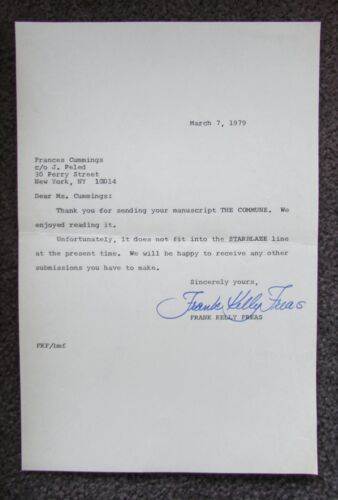 March 7, 1979
Frances Cummings
c/o J. Peled
30 Perry Street
New York, NY 10014
Dear Ms. Cummings:
Thank you for sending your manuscript THE COMMUNE. We
enjoyed reading it.
Unfortunately, it does not fit into the STARBLAZE line
at the present time. We will be happy to receive any other
submissions you have to make.
Sincerely yours,
Frank Kelly Freas
FRANK KELLY FREAS
FKF/bmf